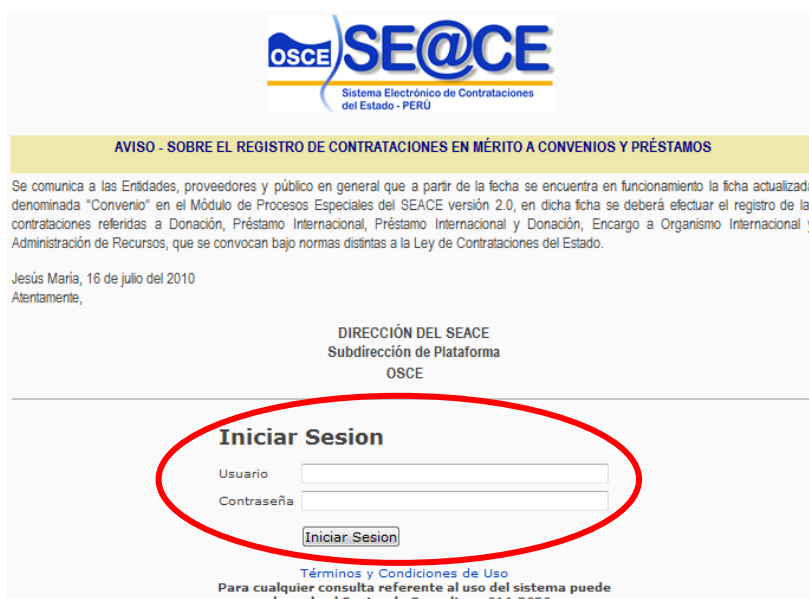 OSCE SE@CE
Sistema Electrónico de Contrataciones
del Estado - PERÚ
AVISO - SOBRE EL REGISTRO DE CONTRATACIONES EN MÉRITO A CONVENIOS Y PRÉSTAMOS
Se comunica a las Entidades, proveedores y público en general que a partir de la fecha se encuentra en funcionamiento la ficha actualizada
denominada "Convenio" en el Módulo de Procesos Especiales del SEACE versión 2.0, en dicha ficha se deberá efectuar el registro de la
contrataciones referidas a Donación, Préstamo Internacional, Préstamo Internacional y Donación, Encargo a Organismo Internacional y
Administración de Recursos, que se convocan bajo normas distintas a la Ley de Contrataciones del Estado.
Jesús María, 16 de julio del 2010
Atentamente,
DIRECCIÓN DEL SEACE
Subdirección de Plataforma
OSCE
Iniciar Sesion
Usuario
Contraseña
Iniciar Sesion
Términos y Condiciones de Uso
Para cualquier consulta referente al uso del sistema puede